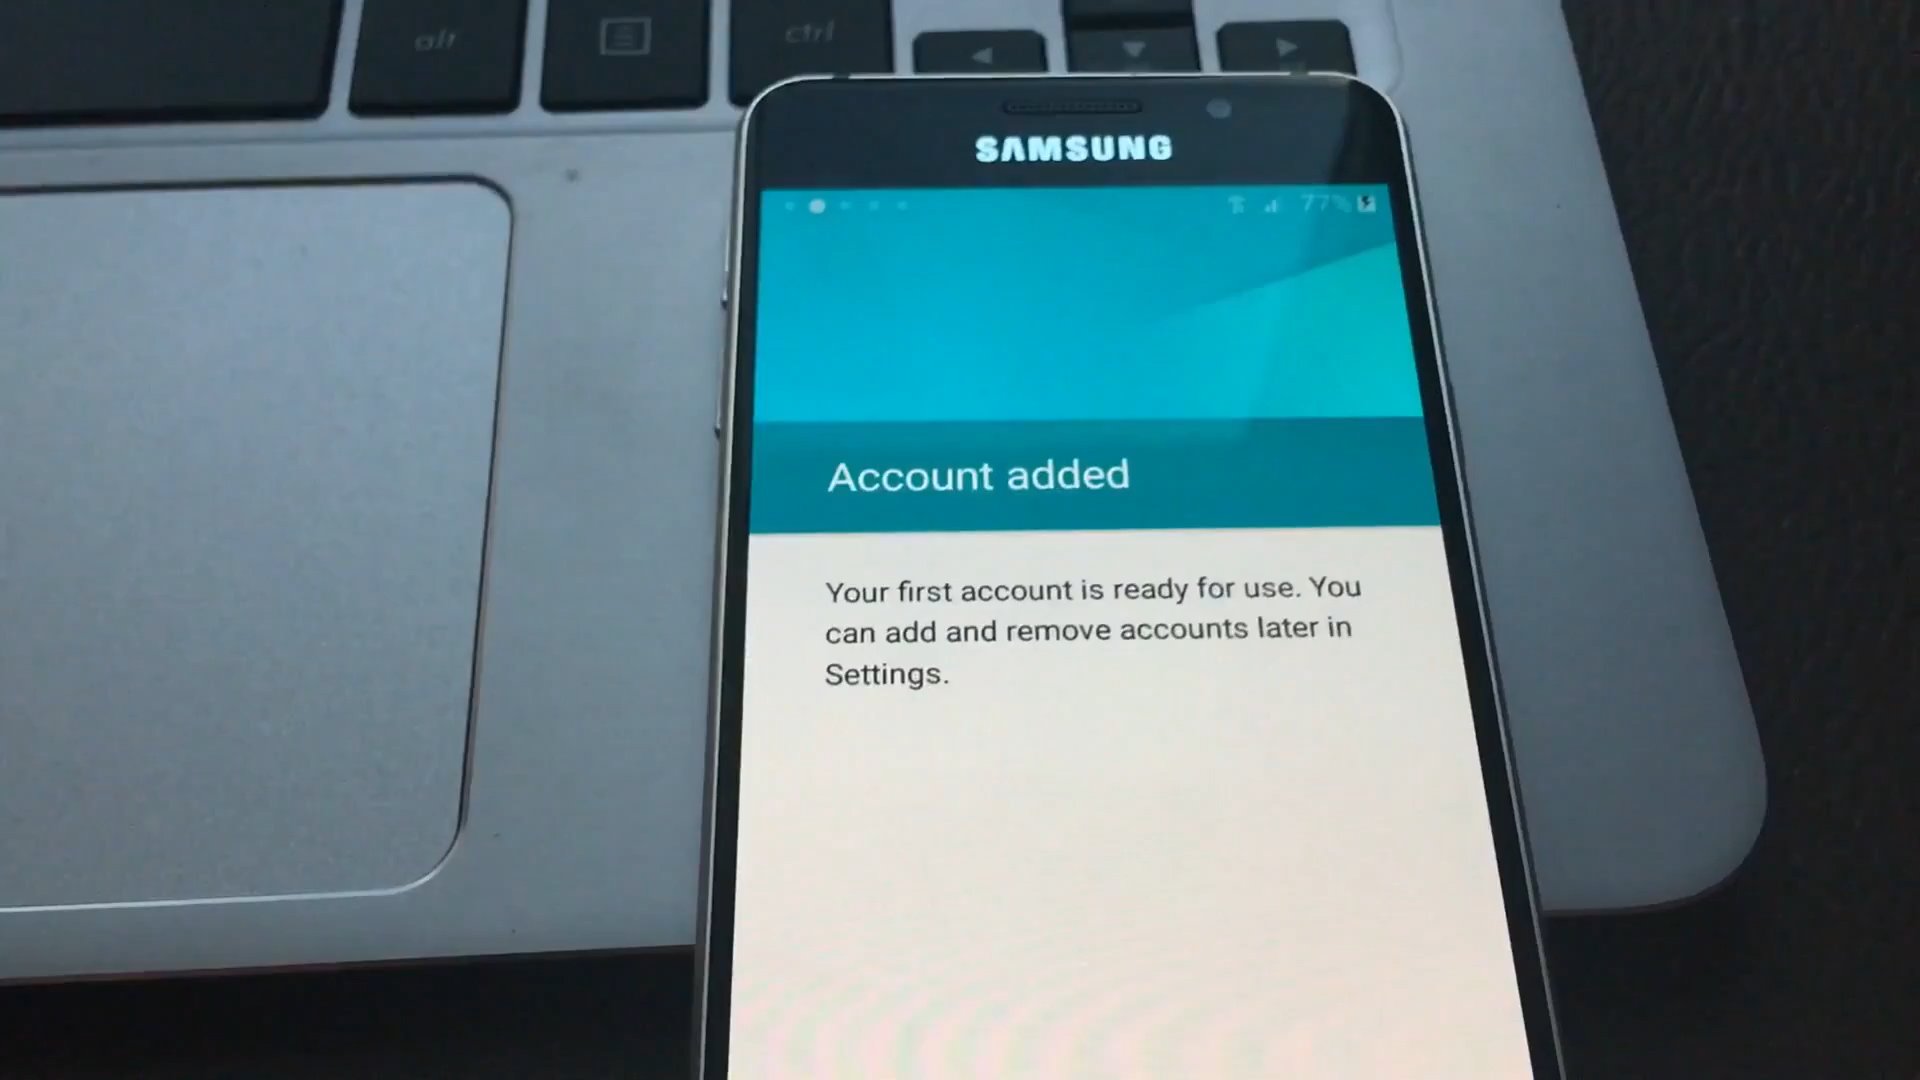 alt
ctrl
SAMSUNG
77%
Account added
Your first account is ready for use. You
can add and remove accounts later in
Settings.